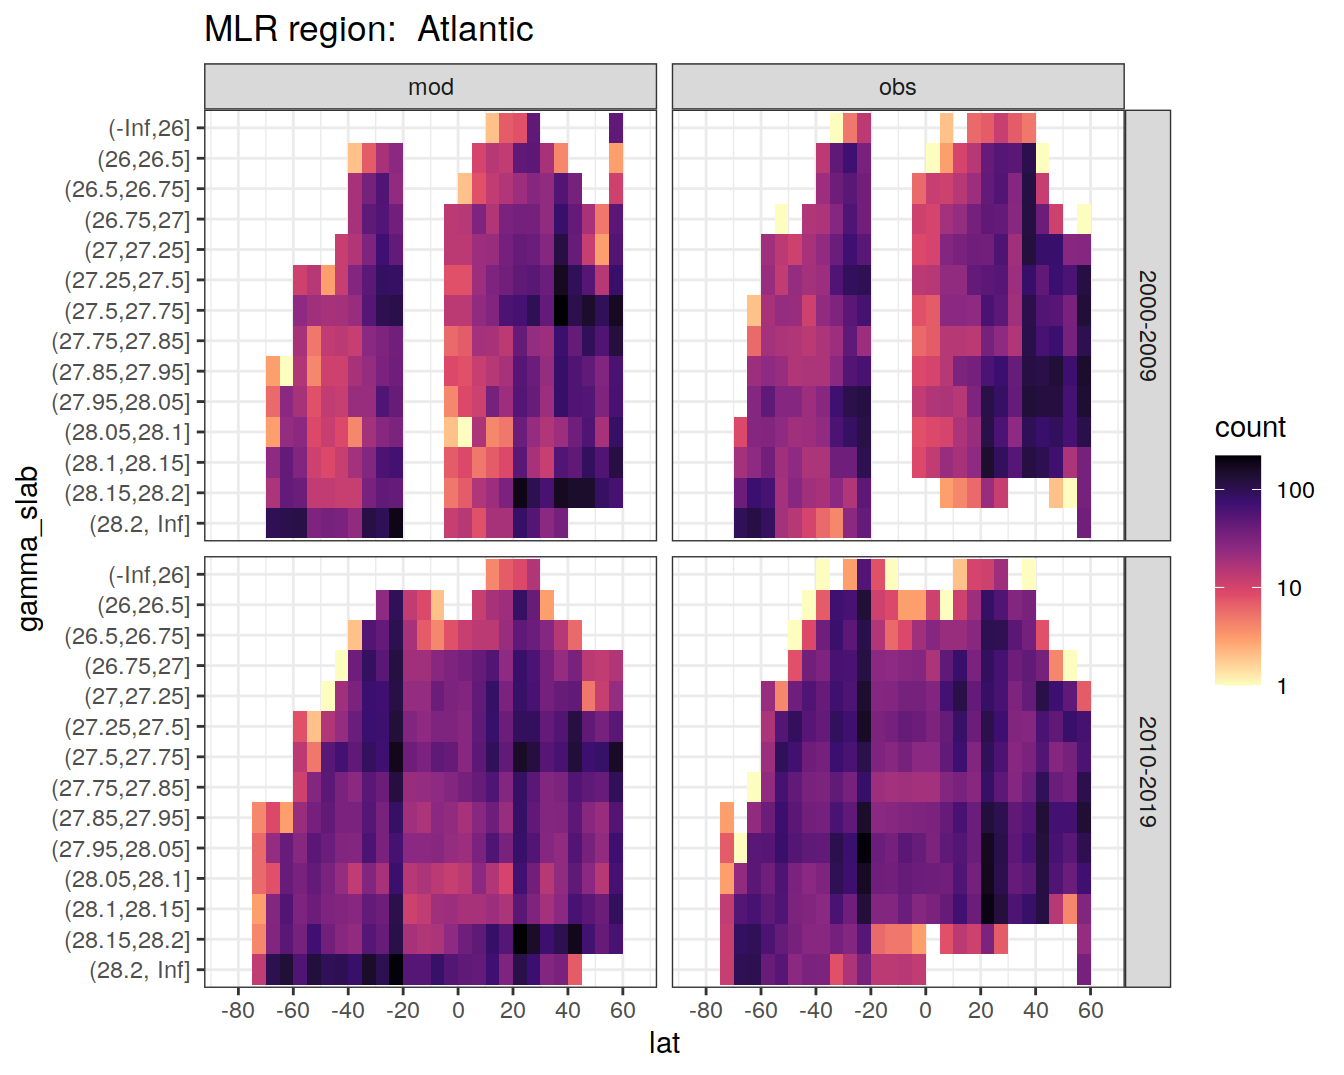 MLR region:  Atlantic
mod
obs
(-Inf,26]
(26,26.5]
(26.5,26.75]
(26.75,27]
(27,27.25]
(27.25,27.5]
(27.5,27.75]
(27.75,27.85]
(27.85,27.95]
(27.95,28.05]
(28.05,28.1]
(28.1,28.15]
(28.15,28.2]
(28.2, Inf]
2000-2009
(-Inf,26]
(26,26.5]
(26.5,26.75]
(26.75,27]
(27,27.25]
(27.25,27.5]
(27.5,27.75]
(27.75,27.85]
(27.85,27.95]
(27.95,28.05]
(28.05,28.1]
(28.1,28.15]
(28.15,28.2]
(28.2, Inf]
2010-2019
gamma_slab
-80 -60 -40 -20 0 20 40 60
-80 -60 -40 -20 0 20 40 60
lat
count
100
10
1